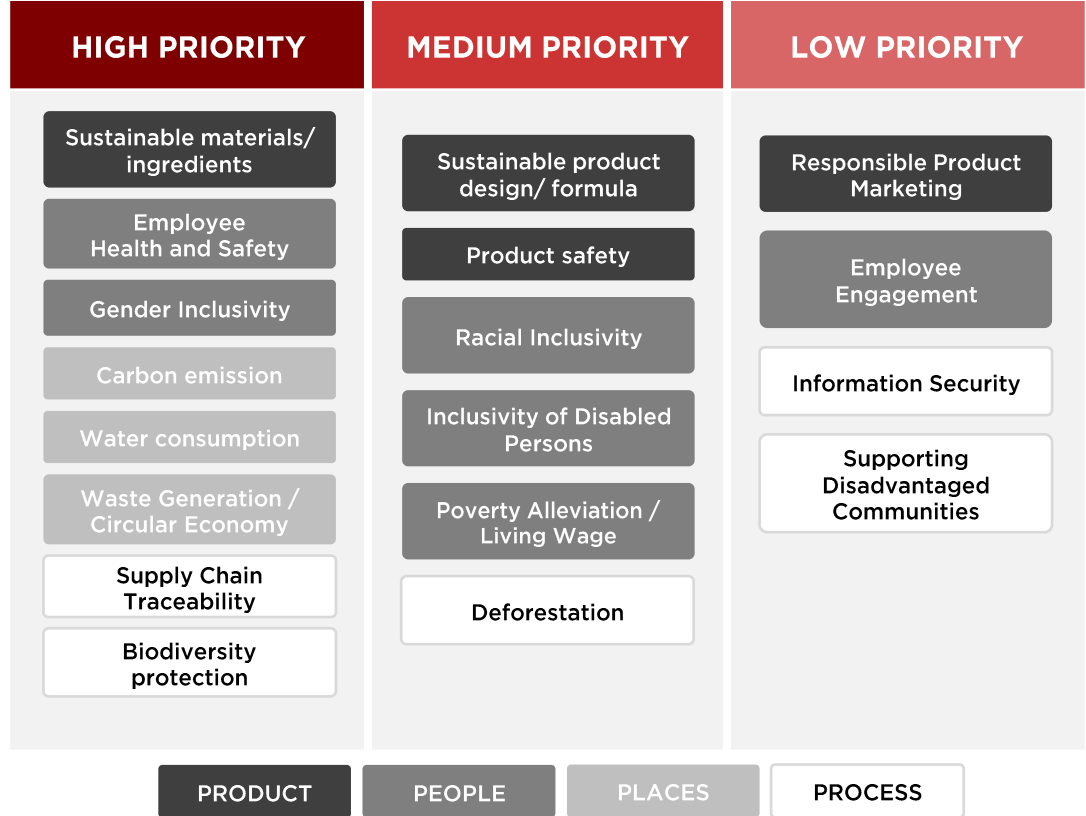 HIGH PRIORITY
Sustainable materials/
ingredients
Employee
Health and Safety
Gender Inclusivity
Carbon emission
Water consumption
Waste Generation /
Circular Economy
Supply Chain
Traceability
Biodiversity
protection
MEDIUM PRIORITY
Sustainable product
design/ formula
Product safety
Racial Inclusivity
Inclusivity of Disabled
Persons
Poverty Alleviation /
Living Wage
Deforestation
LOW PRIORITY
Responsible Product
Marketing
Employee
Engagement
Information Security
Supporting
Disadvantaged
Communities
PRODUCT
PEOPLE
PLACES
PROCESS